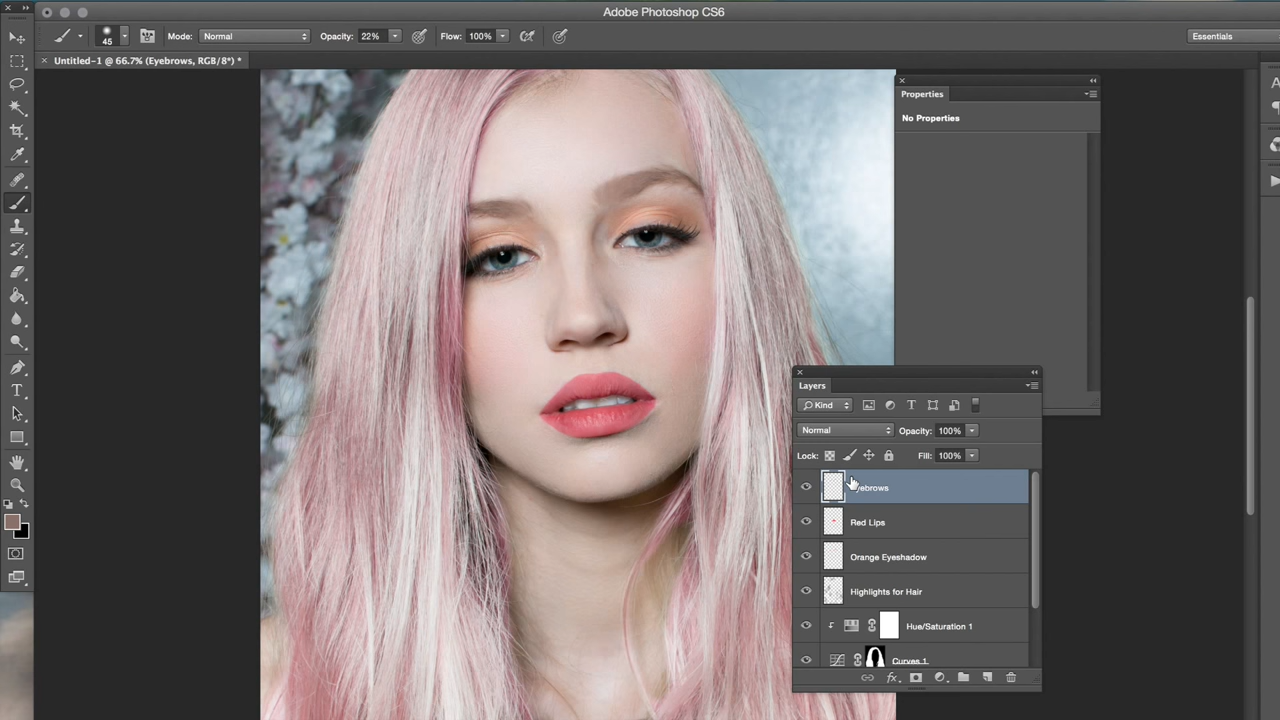 Adobe Photoshop CS6
45 Mode: Normal Opacity: 22% Flow: 100% Essentials
Untitled-1 @ 66.7% (Eyebrows, RGB/8*) *
Properties
No Properties
Layers
Kind
Normal Opacity: 100%
Lock: Fill: 100%
Eyebrows
Red Lips
Orange Eyeshadow
Highlights for Hair
Hue/Saturation 1
Curves 1